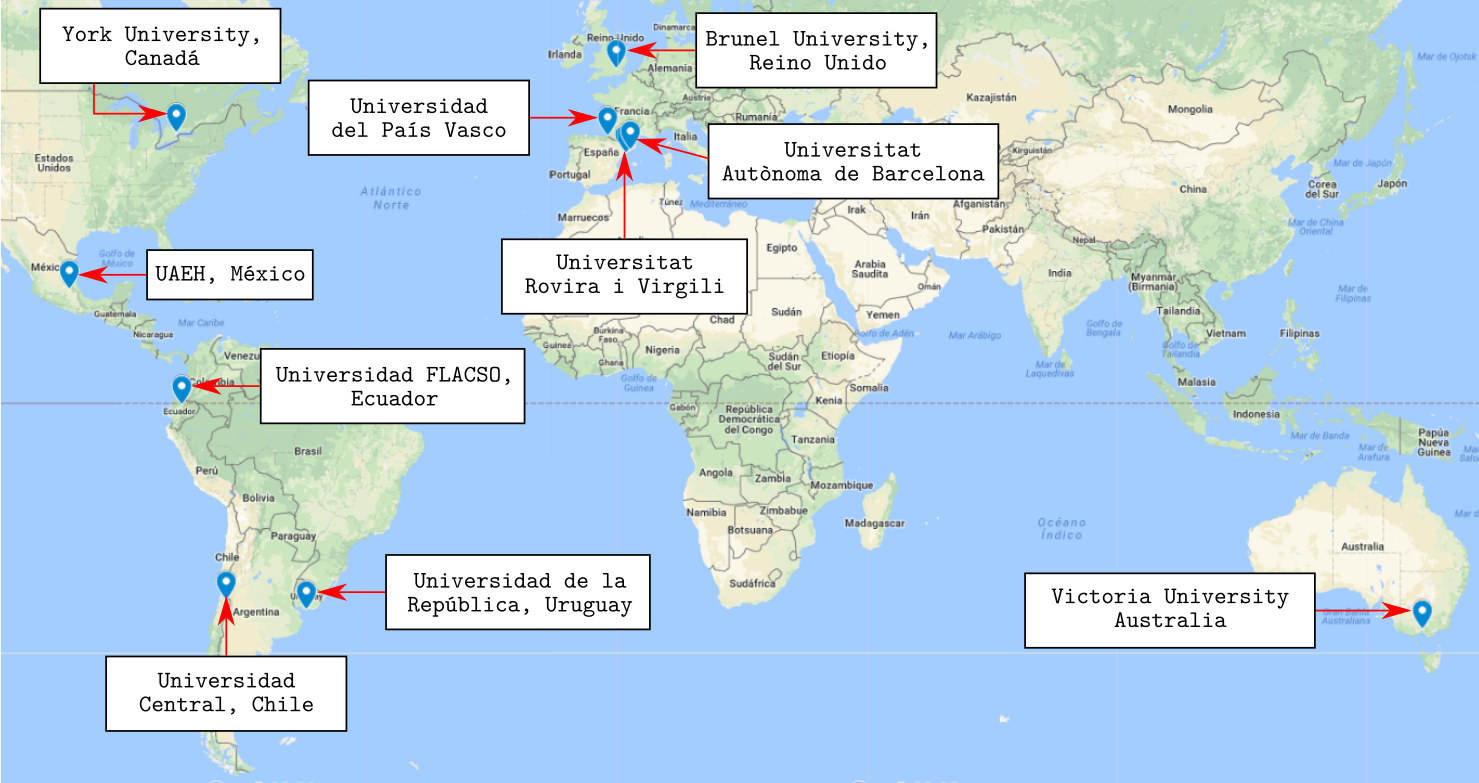 York University,
Canadá
Brunel University,
Reino Unido
Universidad
del País Vasco
Universitat
Autònoma de Barcelona
Universitat
Rovira i Virgili
UAEH, México
Universidad FLACSO,
Ecuador
Universidad de la
República, Uruguay
Universidad
Central, Chile
Victoria University
Australia
Dinamarca
Reino Unido
Irlanda
Alemania
Austria
Francia
Rumanía
Italia
España
Portugal
Kazajistán
Mongolia
Mar de Ojotsk
Kirguistán
Mar de Japón
Japón
Corea
del Sur
China
Mar de China
Oriental
Estados
Unidos
Atlántico
Norte
Túnez
Mediterráneo
Marruecos
Irak
Irán
Afganistán
Pakistán
Nepal
Egipto
Arabia
Saudita
Omán
India
Myanmar
(Birmania)
Golfo de
México
México
Guatemala
Nicaragua
Mar Caribe
Mar de
Filipinas
Sudán
Chad
Yemen
Golfo de Adén
Mar Arábigo
Golfo de
Bengala
Tailandia
Vietnam
Filipinas
Golfo de
Tailandia
Burkina
Faso
Guinea
Ghana
Nigeria
Sudán
del Sur
Etiopía
Somalia
Mar de
Laquedivas
Malasia
Golfo de
Guinea
Gabón
Kenia
República
Democrática
del Congo
Tanzania
Indonesia
Mar de Banda
Mar de
Arafura
Papúa
Nueva
Guinea
Ecuador
Brasil
Perú
Bolivia
Angola
Zambia
Mozambique
Zimbabue
Namibia
Botsuana
Madagascar
Sudáfrica
Paraguay
Chile
Argentina
Océano
Índico
Australia
Gran Bahía
Australiana